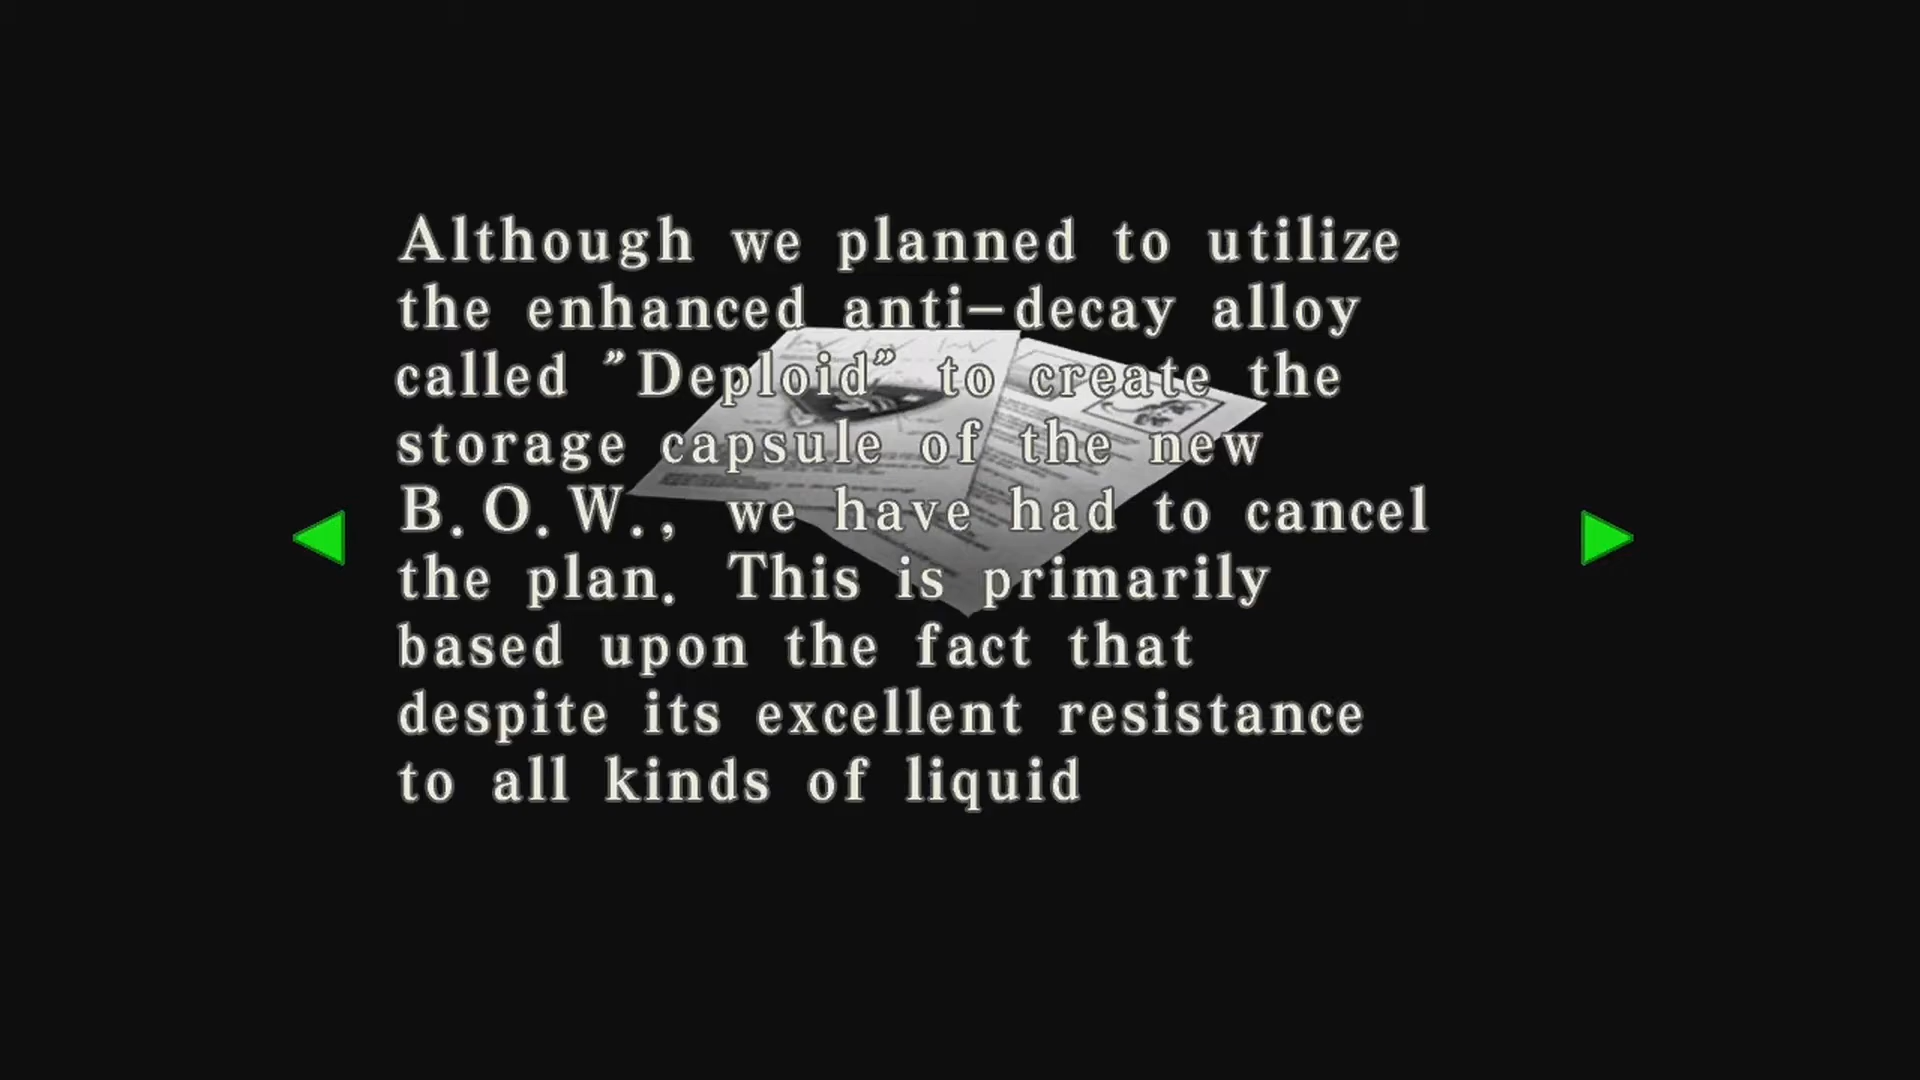 Although we planned to utilize
the enhanced anti-decay alloy
called "Deploid" to create the
storage capsule of the new
B.O.W., we have had to cancel
the plan. This is primarily
based upon the fact that
despite its excellent resistance
to all kinds of liquid